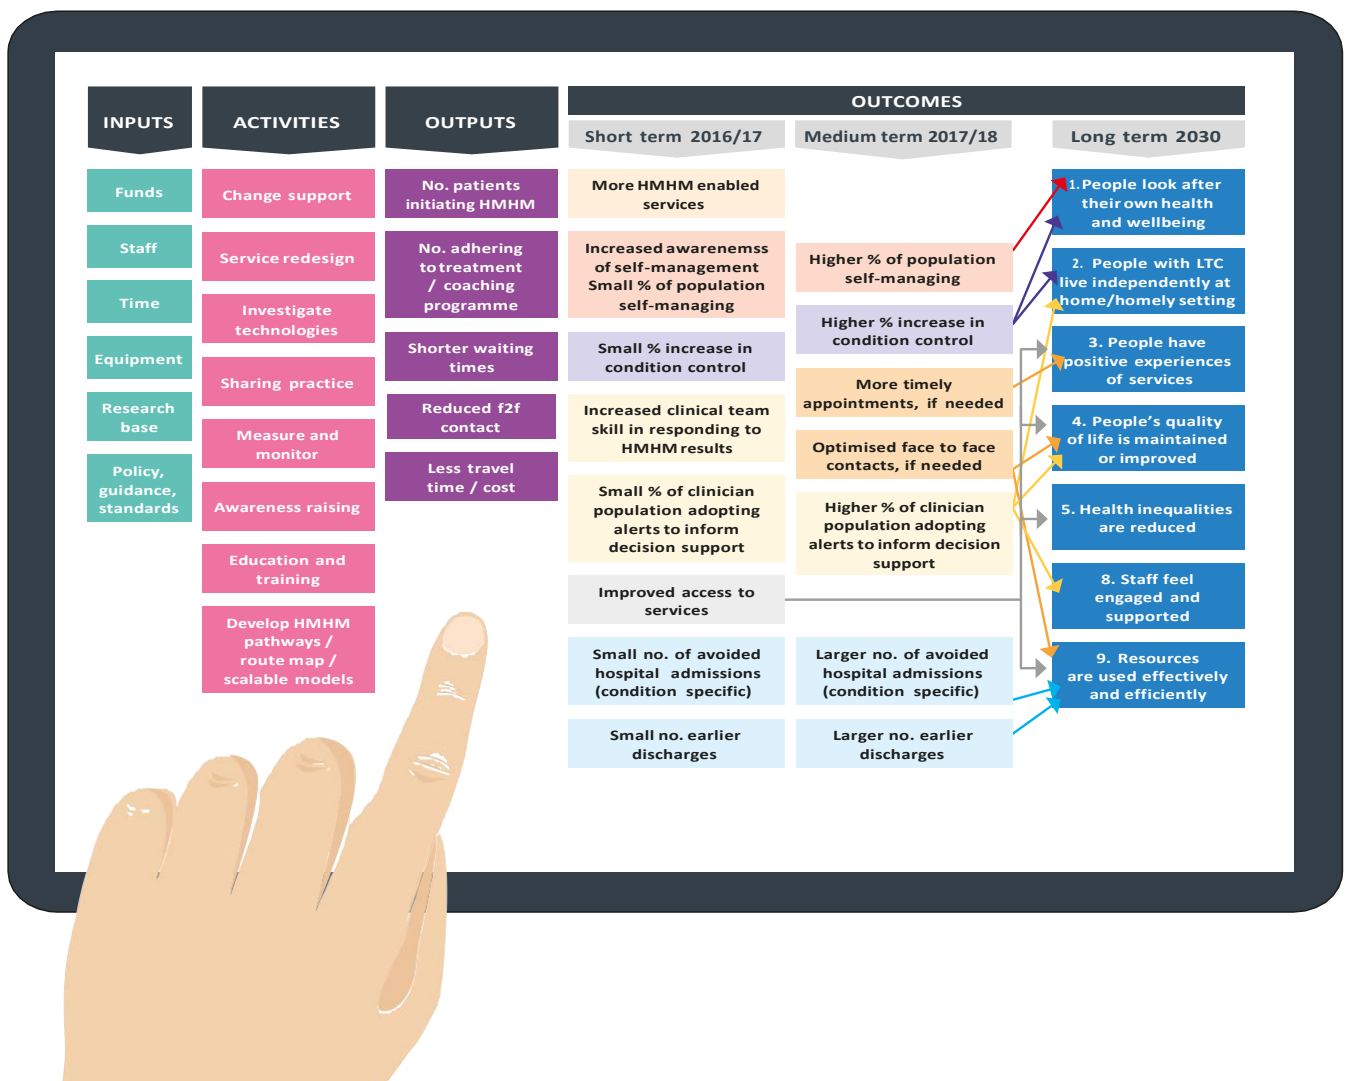 INPUTS
ACTIVITIES
OUTPUTS
OUTCOMES
Short term 2016/17
Medium term 2017/18
Long term 2030
Funds
Staff
Time
Equipment
Research
base
Policy,
guidance,
standards
Change support
Service redesign
Investigate
technologies
Sharing practice
Measure and
monitor
Awareness raising
Education and
training
Develop HMHM
pathways /
route map /
scalable models
No. patients
initiating HMHM
No. adhering
to treatment
/ coaching
programme
Shorter waiting
times
Reduced f2f
contact
Less travel
time / cost
More HMHM enabled
services
Increased awarenemss
of self-management
Small % of population
self-managing
Small % increase in
condition control
Increased clinical team
skill in responding to
HMHM results
Small % of clinician
population adopting
alerts to inform
decision support
Improved access to
services
Small no. of avoided
hospital admissions
(condition specific)
Small no. earlier
discharges
Higher % of population
self-managing
Higher % increase in
condition control
More timely
appointments, if needed
Optimised face to face
contacts, if needed
Higher % of clinician
population adopting
alerts to inform decision
support
Larger no. of avoided
hospital admissions
(condition specific)
Larger no. earlier
discharges
1. People look after
their own health
and wellbeing
2. People with LTC
live independently at
home/homely setting
3. People have
positive experiences
of services
4. People’s quality
of life is maintained
or improved
5. Health inequalities
are reduced
8. Staff feel
engaged and
supported
9. Resources
are used effectively
and efficiently